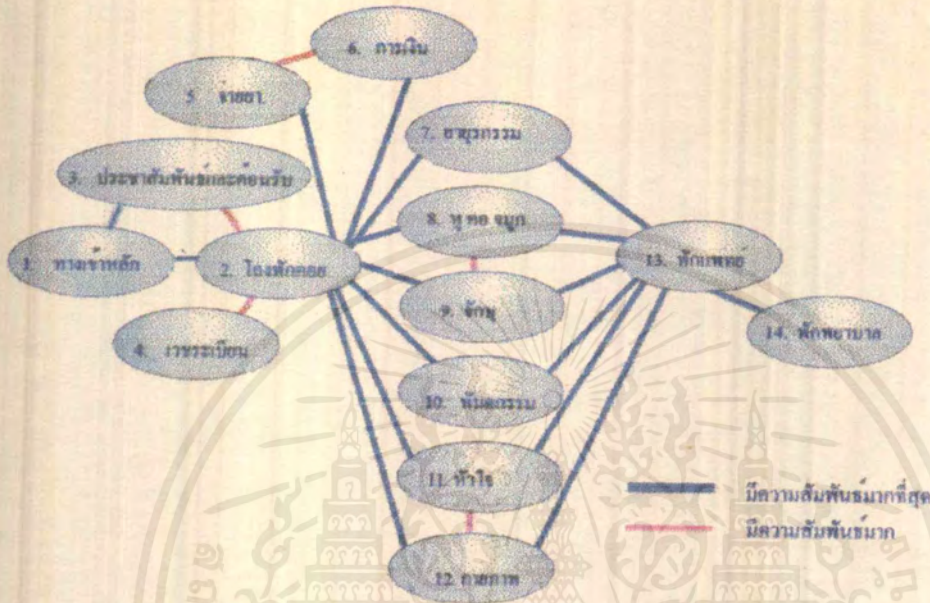 6. การเงิน
5 จ่ายยา
7. อายุรกรรม
3. ประชาสัมพันธ์และต้อนรับ
8. หู คอ จมูก
1. ทางเข้าหลัก
2. โถงพักคอย
13. พักแพทย์
9. จักษุ
4. เวชระเบียน
14. พักพยาบาล
10. ทันตกรรม
11. หัวใจ
มีความสัมพันธ์มากที่สุด
มีความสัมพันธ์มาก
12. กายภาพ